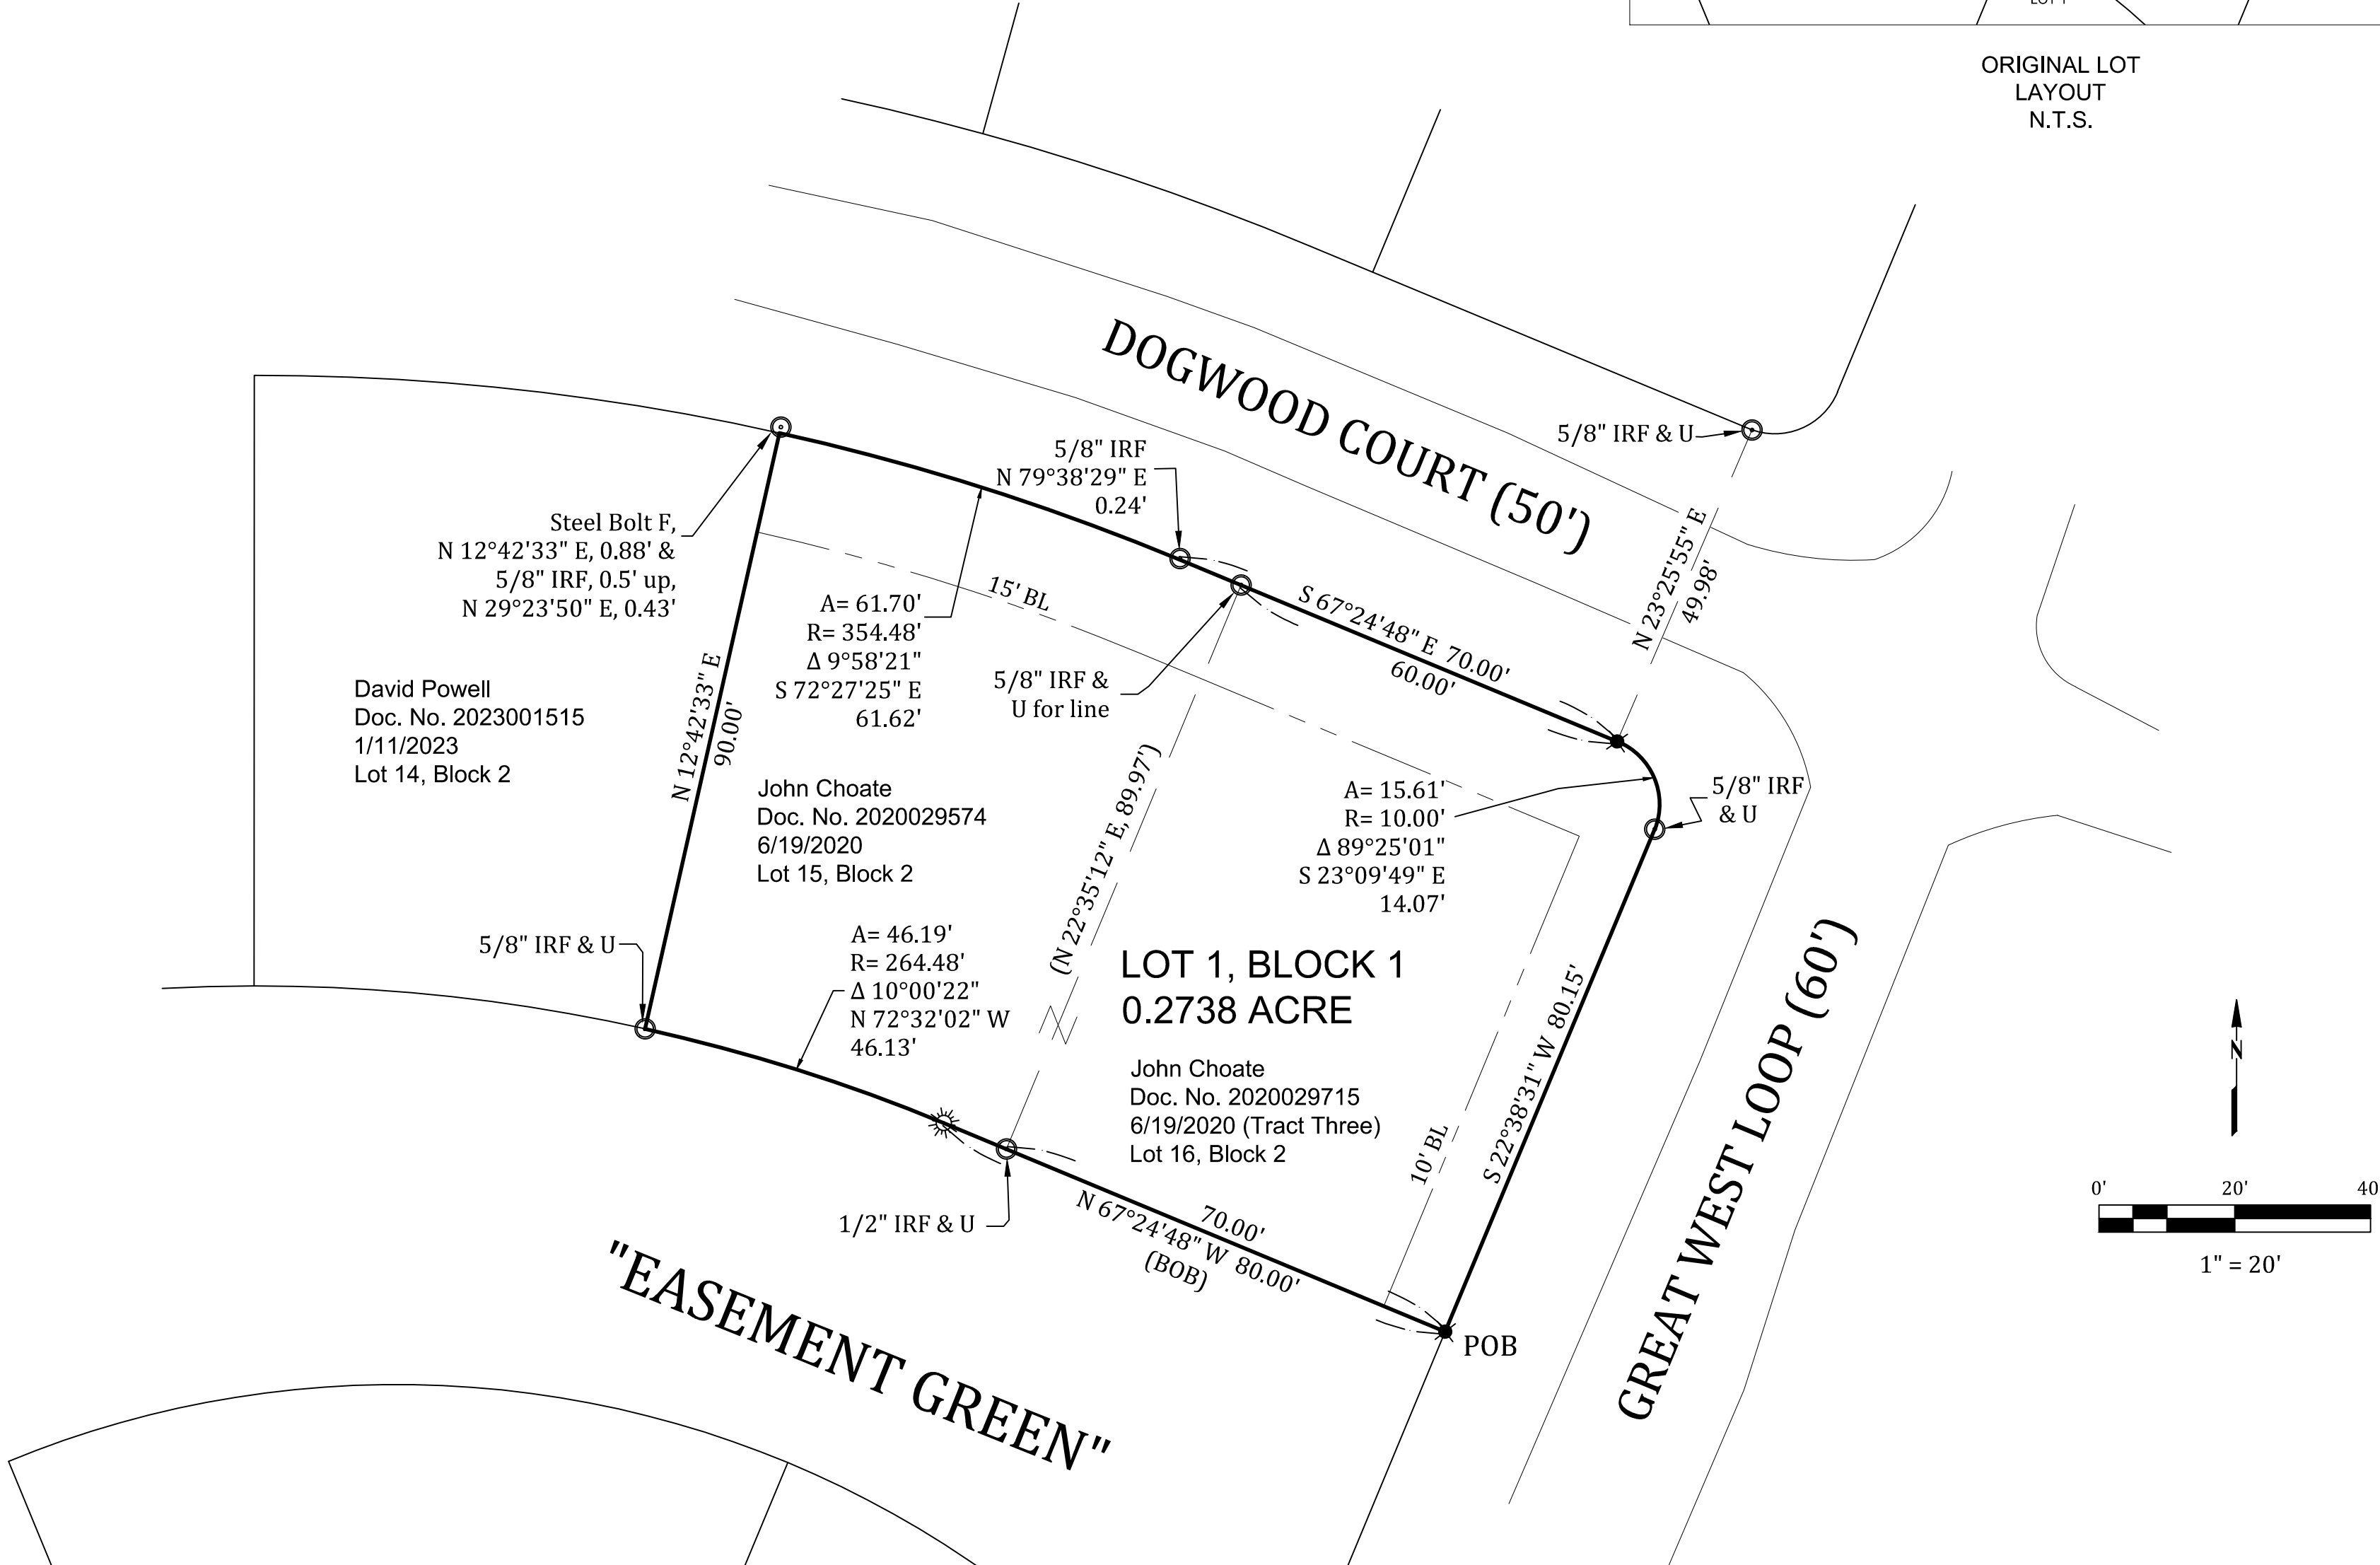 LOT 1
ORIGINAL LOT
LAYOUT
N.T.S.
DOGWOOD COURT (50')
5/8" IRF & U
5/8" IRF
N 79°38'29" E
0.24'
N 23°25'55" E
49.98'
Steel Bolt F,
N 12°42'33" E, 0.88' &
5/8" IRF, 0.5' up,
N 29°23'50" E, 0.43'
15' BL
S 67°24'48" E 70.00'
60.00'
A= 61.70'
R= 354.48'
Δ 9°58'21"
S 72°27'25" E
61.62'
5/8" IRF &
U for line
N 12°42'33" E
90.00'
David Powell
Doc. No. 2023001515
1/11/2023
Lot 14, Block 2
John Choate
Doc. No. 2020029574
6/19/2020
Lot 15, Block 2
(N 22°35'12" E, 89.97')
A= 15.61'
R= 10.00'
Δ 89°25'01"
S 23°09'49" E
14.07'
5/8" IRF
& U
5/8" IRF & U
A= 46.19'
R= 264.48'
Δ 10°00'22"
N 72°32'02" W
46.13'
LOT 1, BLOCK 1
0.2738 ACRE
John Choate
Doc. No. 2020029715
6/19/2020 (Tract Three)
Lot 16, Block 2
10' BL
S 22°38'31" W 80.15'
GREAT WEST LOOP (60')
N
0' 20' 40
1" = 20'
1/2" IRF & U
70.00'
N 67°24'48" W 80.00'
(BOB)
POB
"EASEMENT GREEN"